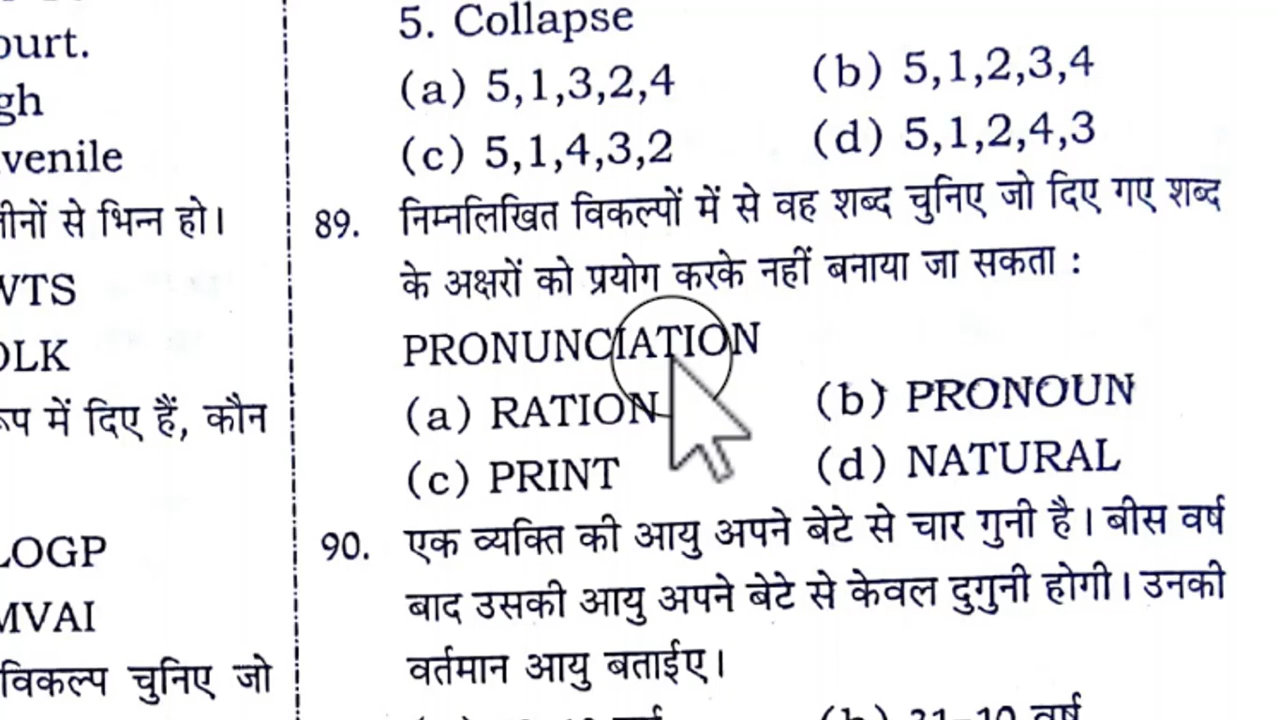 ourt.
gh
venile
से भिन्न हो।
VTS
OLK
में दिए हैं, कौन
LOGP
MVAI
विकल्प चुनिए जो
5. Collapse
(a) 5,1,3,2,4 (b) 5,1,2,3,4
(c) 5,1,4,3,2 (d) 5,1,2,4,3
89. निम्नलिखित विकल्पों में से वह शब्द चुनिए जो दिए गए शब्द
के अक्षरों को प्रयोग करके नहीं बनाया जा सकता :
PRONUNCIATION
(a) RATION (b) PRONOUN
(c) PRINT (d) NATURAL
90. एक व्यक्ति की आयु अपने बेटे से चार गुनी है। बीस वर्ष
बाद उसकी आयु अपने बेटे से केवल दुगुनी होगी। उनकी
वर्तमान आयु बताईए।